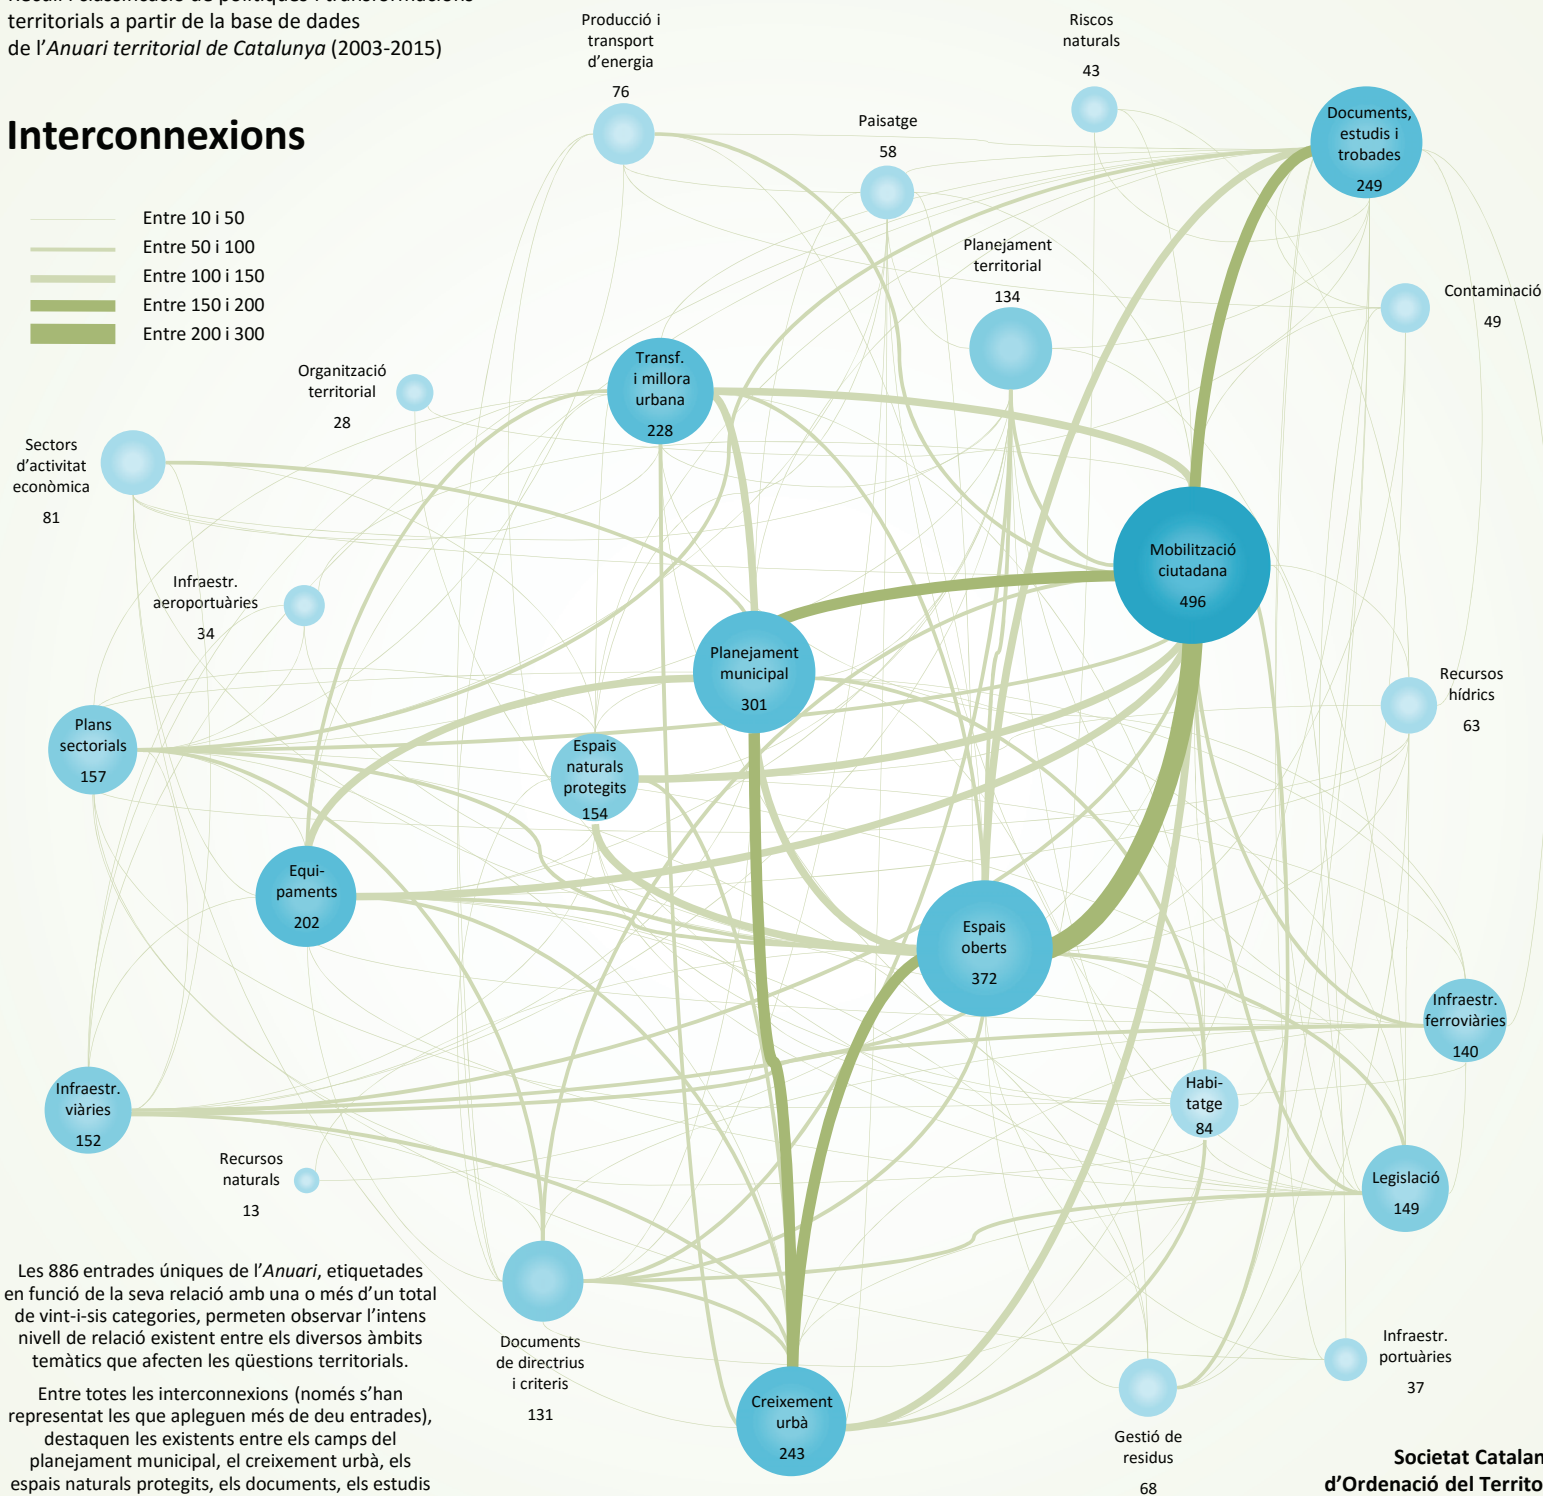 territorials a partir de la base de dades
de l'Anuari territorial de Catalunya (2003-2015)
Interconnexions
Entre 10 i 50
Entre 50 i 100
Entre 100 i 150
Entre 150 i 200
Entre 200 i 300
Producció i
transport
d'energia
76
Riscos
naturals
43
Paisatge
58
Documents,
estudis i
trobades
249
Planejament
territorial
134
Contaminació
49
Transf.
i millora
urbana
228
Organització
territorial
28
Sectors
d'activitat
econòmica
81
Mobilització
ciutadana
496
Infraestr.
aeroportuàries
34
Planejament
municipal
301
Recursos
hídrics
63
Plans
sectorials
157
Espais
naturals
protegits
154
Equi-
paments
202
Espais
oberts
372
Infraestr.
ferroviàries
140
Infraestr.
viàries
152
Habi-
tatge
84
Recursos
naturals
13
Legislació
149
Documents
de directrius
i criteris
131
Infraestr.
portuàries
37
Creixement
urbà
243
Gestió de
residus
68
Les 886 entrades úniques de l'Anuari, etiquetades
en funció de la seva relació amb una o més d'un total
de vint-i-sis categories, permeten observar l'intens
nivell de relació existent entre els diversos àmbits
temàtics que afecten les qüestions territorials.
Entre totes les interconnexions (només s'han
representat les que apleguen més de deu entrades),
destaquen les existents entre els camps del
planejament municipal, el creixement urbà, els
espais naturals protegits, els documents, els estudis
Societat Catalan
d'Ordenació del Territo